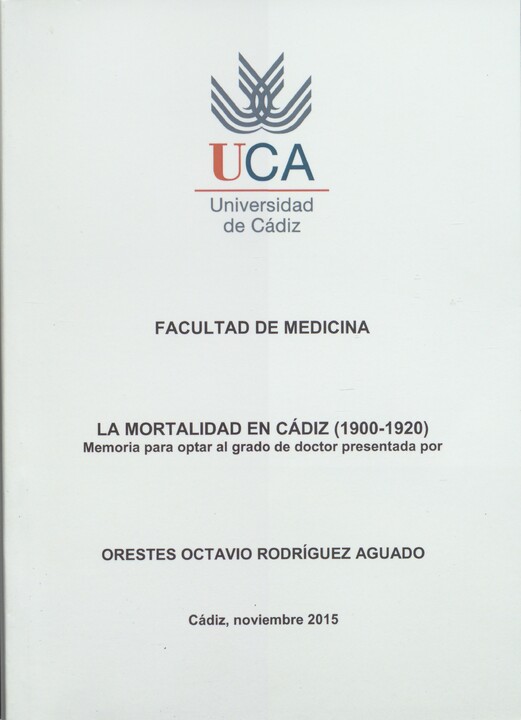 UCA
Universidad
de Cádiz
FACULTAD DE MEDICINA
LA MORTALIDAD EN CÁDIZ (1900-1920)
Memoria para optar al grado de doctor presentada por
ORESTES OCTAVIO RODRÍGUEZ AGUADO
Cádiz, noviembre 2015